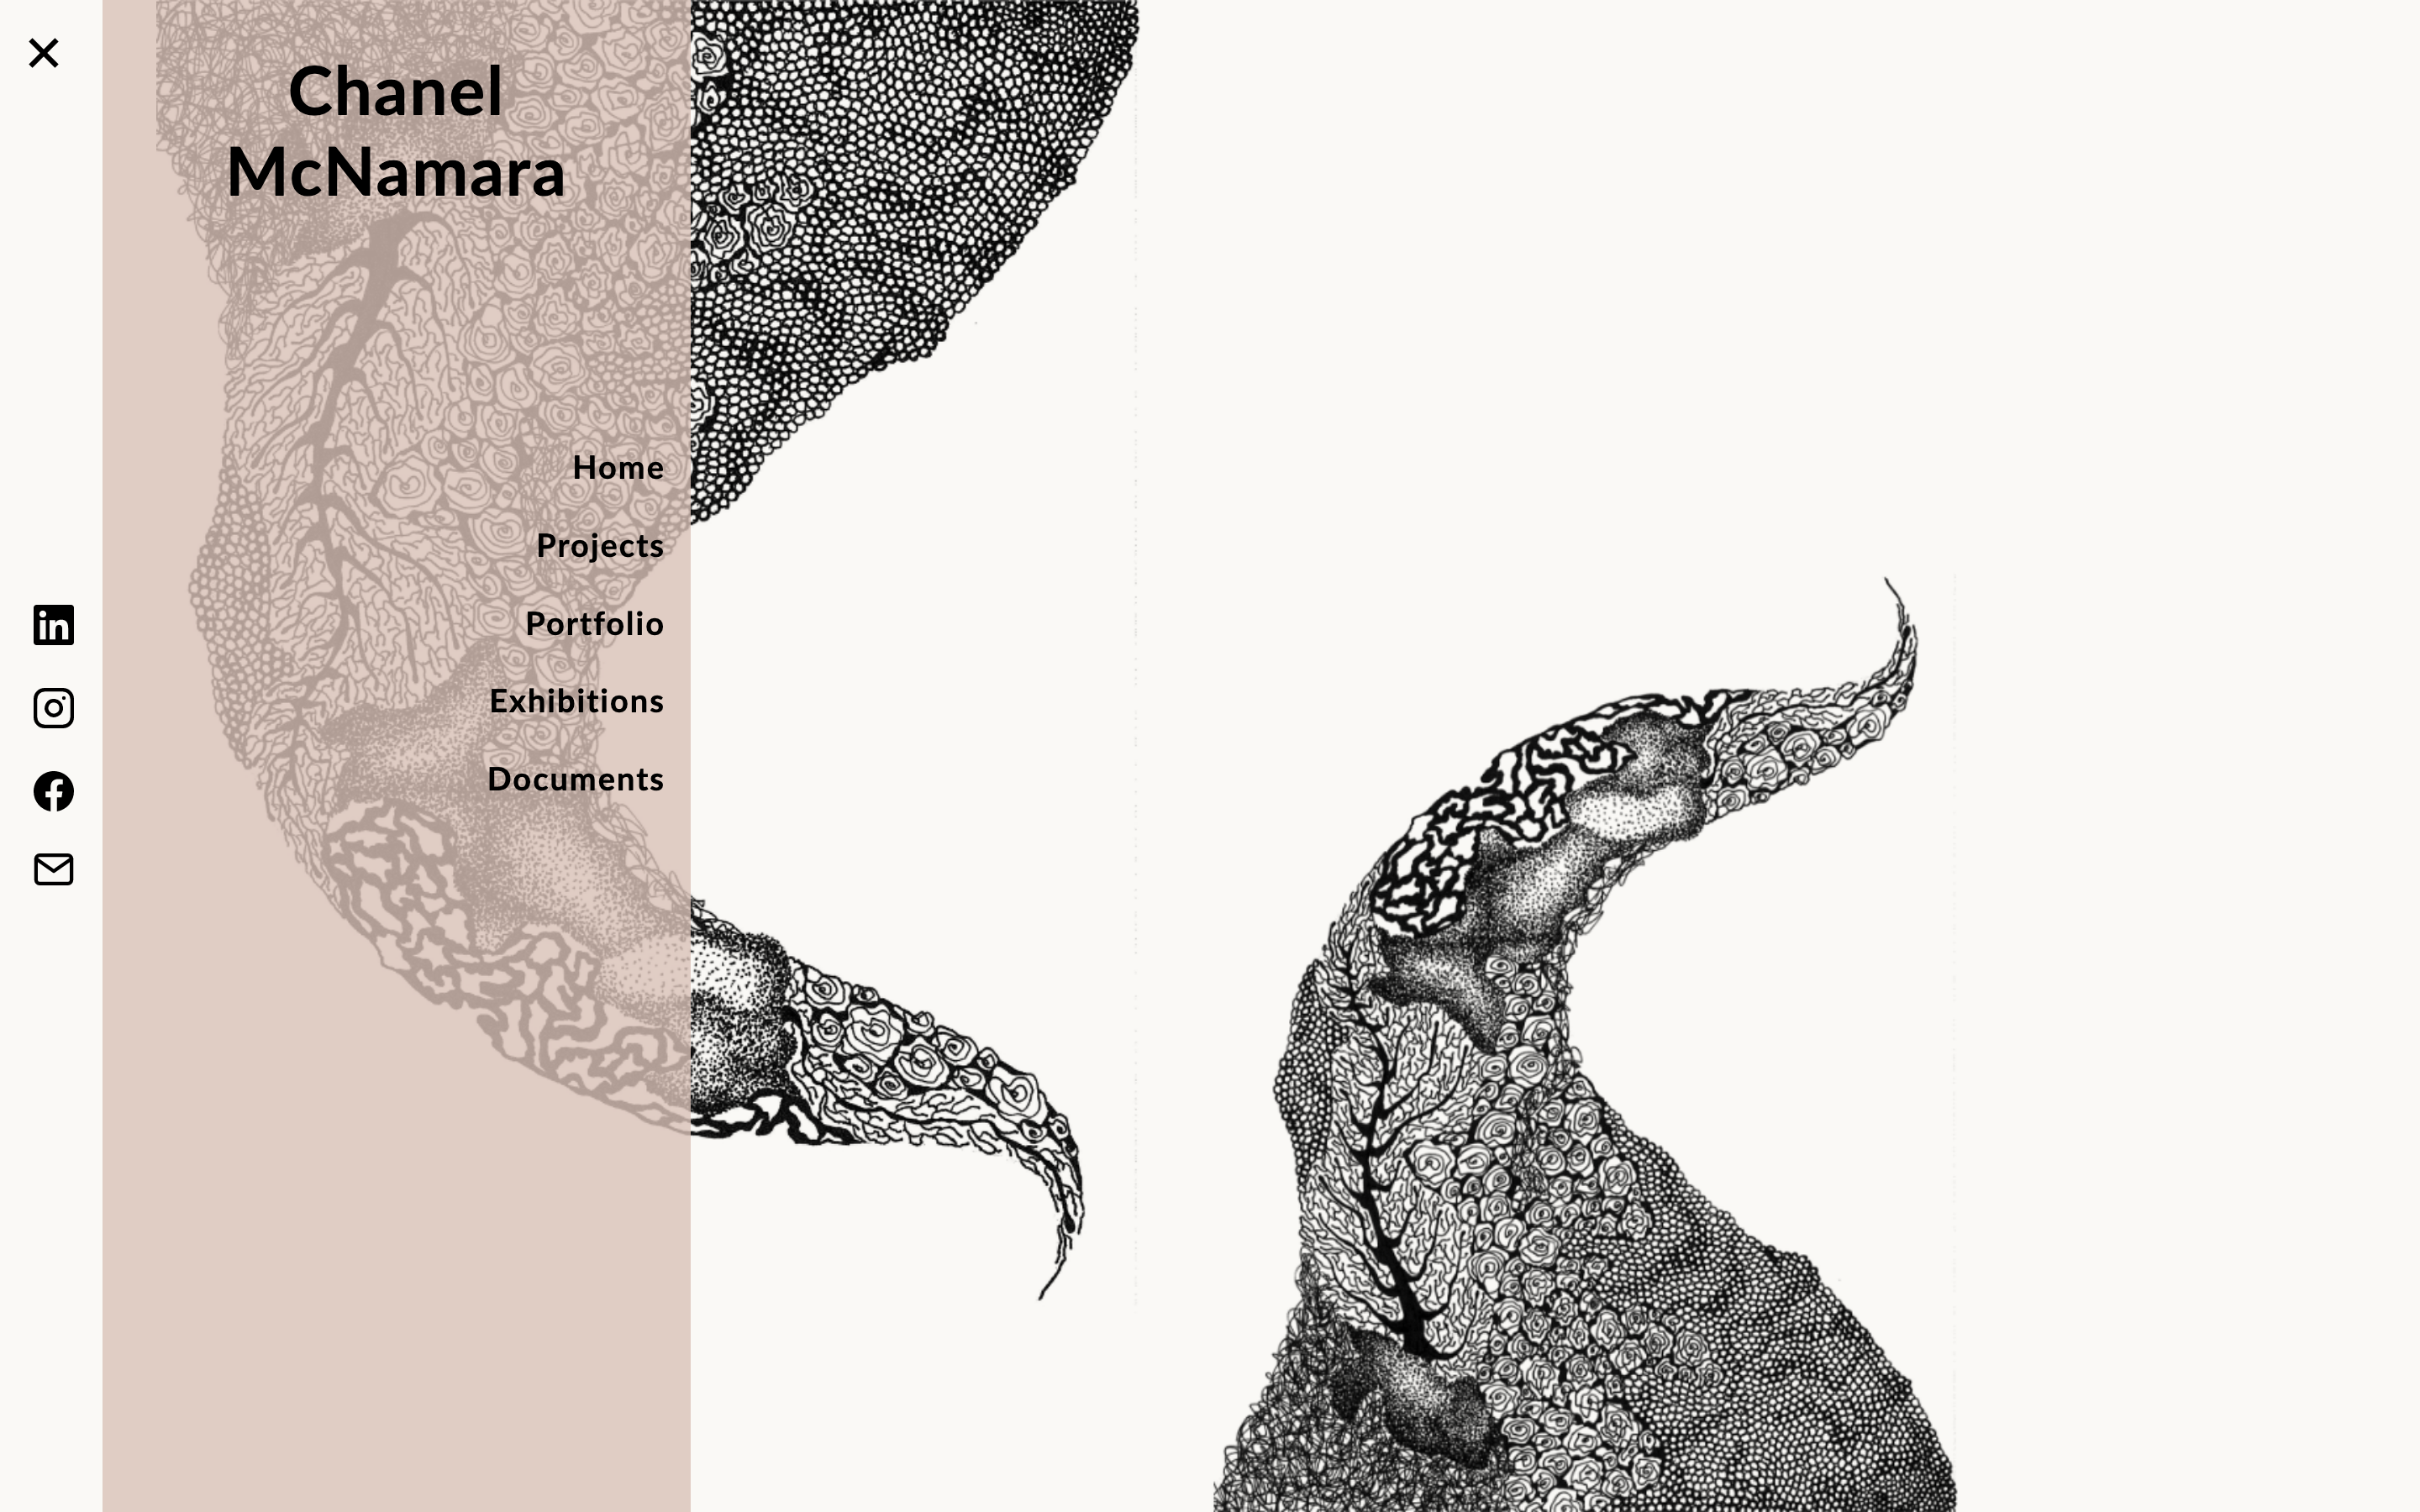 Chanel
McNamara
Home
Projects
Portfolio
Exhibitions
Documents